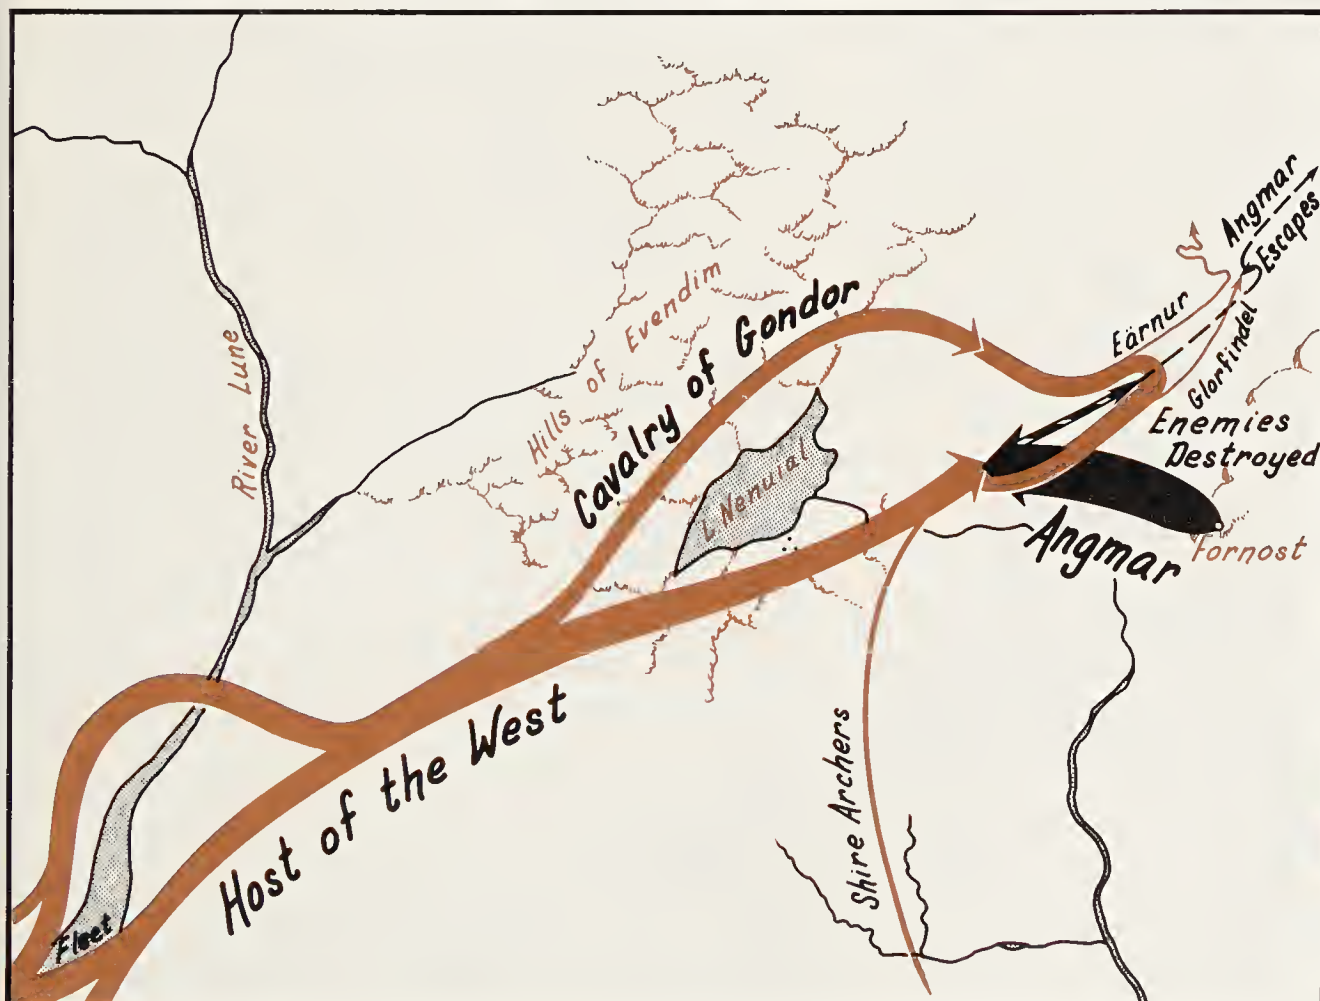 Angmar
Escapes
River Lune
Hills of Evendim
Cavalry of Gondor
Eärnur
Glorfindel
Enemies
Destroyed
L. Nenuial
Angmar
Fornost
Host of the West
Shire Archers
Fleet